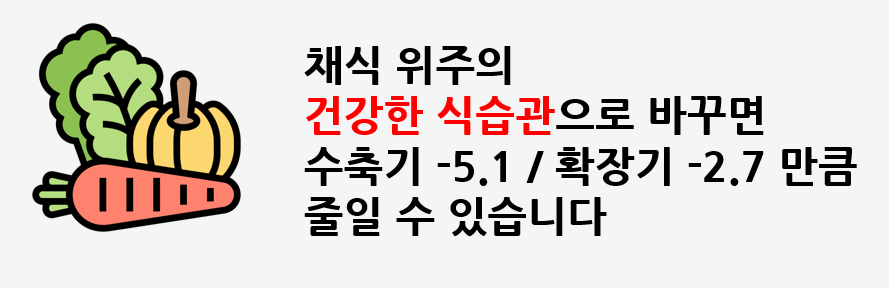 채식 위주의
건강한 식습관으로 바꾸면
수축기 -5.1 / 확장기 -2.7 만큼
줄일 수 있습니다